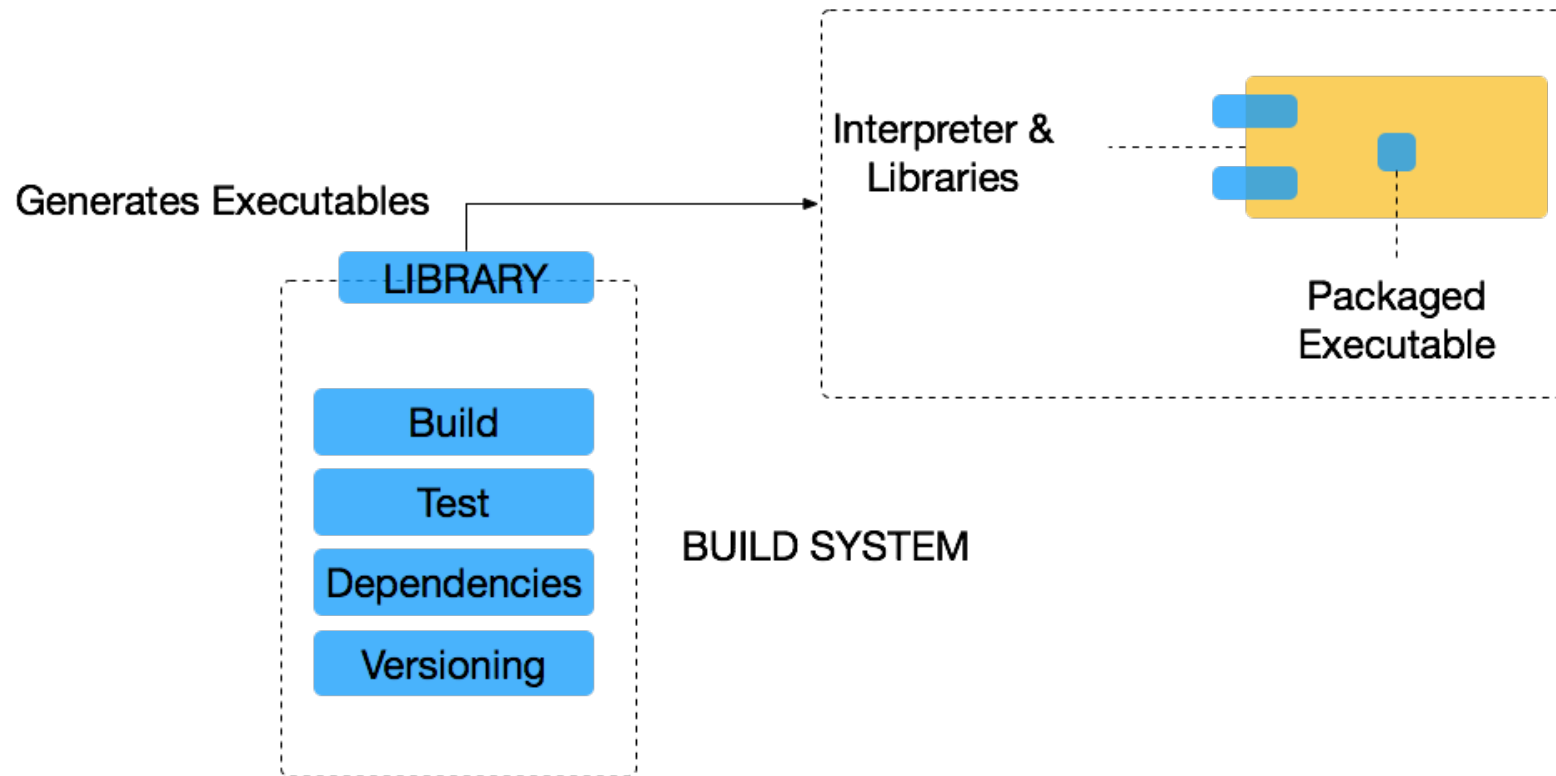 Interpreter &
Libraries
Generates Executables
LIBRARY
Packaged
Executable
Build
Test
BUILD SYSTEM
Dependencies
Versioning